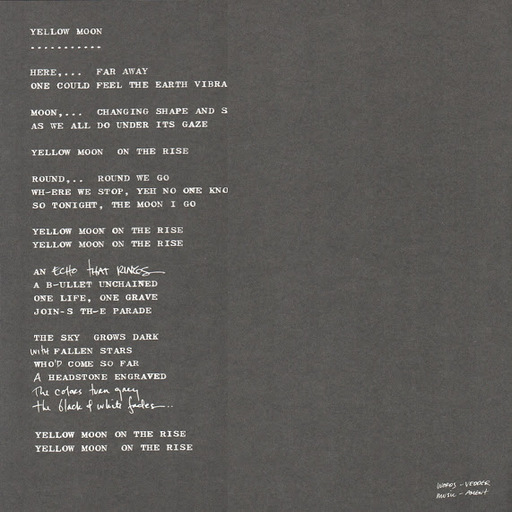 YELLOW MOON
-----------
HERE,... FAR AWAY
ONE COULD FEEL THE EARTH VIBRA
MOON,... CHANGING SHAPE AND S
AS WE ALL DO UNDER ITS GAZE
YELLOW MOON ON THE RISE
ROUND,.. ROUND WE GO
WH-ERE WE STOP, YEH NO ONE KNO
SO TONIGHT, THE MOON I GO
YELLOW MOON ON THE RISE
YELLOW MOON ON THE RISE
AN ECHO THAT RINGS
A B-ULLET UNCHAINED
ONE LIFE, ONE GRAVE
JOIN-S TH-E PARADE
THE SKY GROWS DARK
with FALLEN STARS
WHO'D COME SO FAR
A HEADSTONE ENGRAVED
The colors turn grey
the black & white fades...
YELLOW MOON ON THE RISE
YELLOW MOON ON THE RISE
WORDS - VEDDER
MUSIC - AMENT